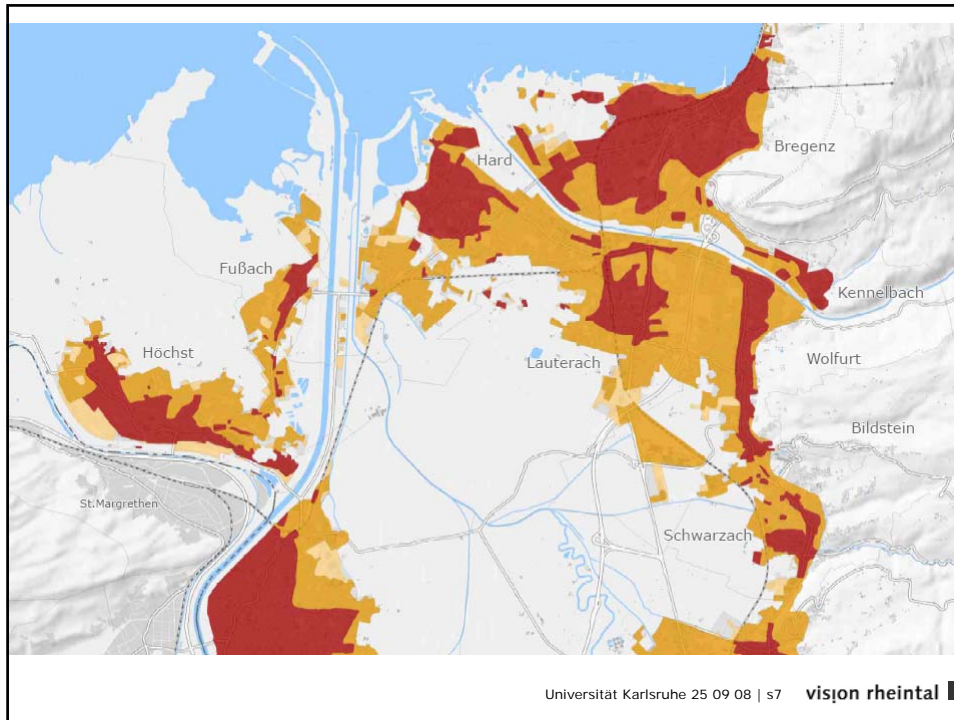 Bregenz
Hard
Fußach
Kennelbach
Höchst
Lauterach
Wolfurt
Bildstein
St.Margrethen
Schwarzach
Universität Karlsruhe 25 09 08 | s7
vision rheintal